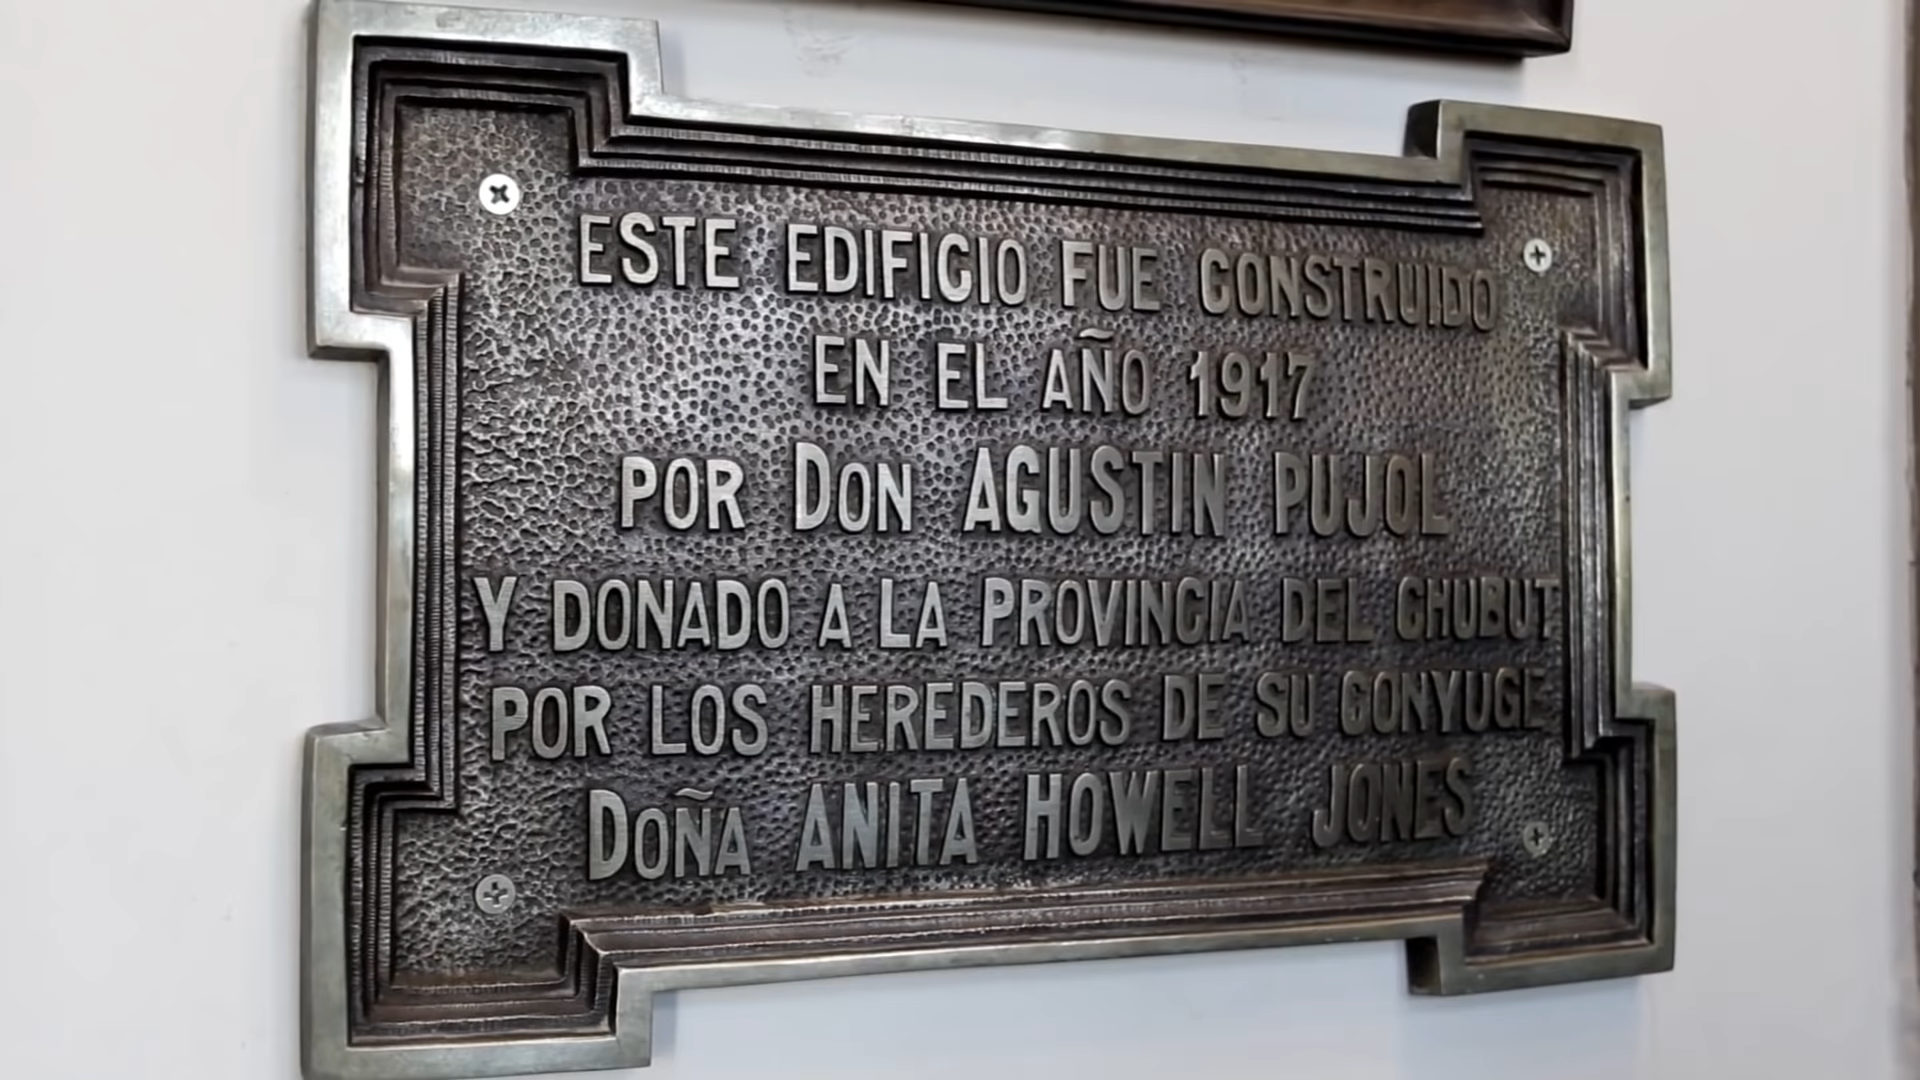 ESTE EDIFICIO FUE CONSTRUIDO
EN EL AÑO 1917
POR DON AGUSTIN PUJOL
Y DONADO A LA PROVINCIA DEL CHUBUT
POR LOS HEREDEROS DE SU CONYUGE
DOÑA ANITA HOWELL JONES